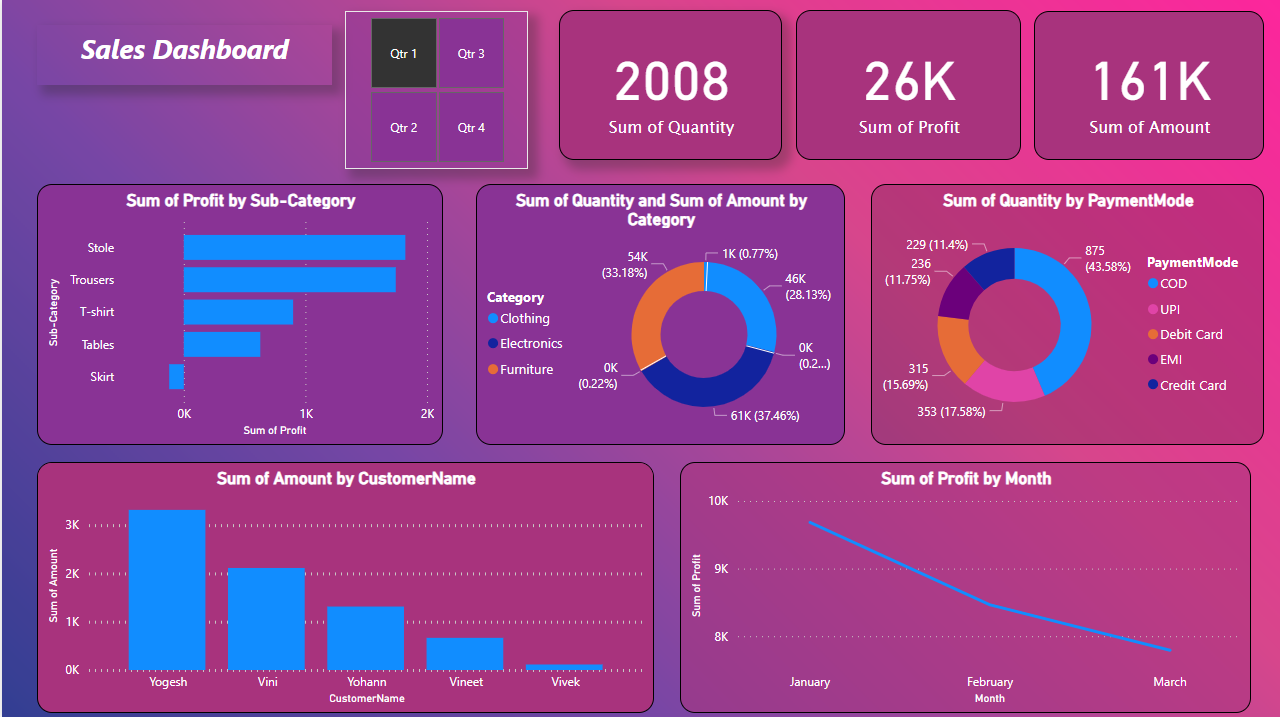 Sales Dashboard
Qtr 1
Qtr 3
Qtr 2
Qtr 4
2008
Sum of Quantity
26K
Sum of Profit
161K
Sum of Amount
Sum of Profit by Sub-Category
Sub-Category
Stole
Trousers
T-shirt
Tables
Skirt
0K
1K
2K
Sum of Profit
Sum of Quantity and Sum of Amount by
Category
Category
Clothing
Electronics
Furniture
1K (0.77%)
46K
(28.13%)
0K
(0.2...)
61K (37.46%)
0K
(0.22%)
54K
(33.18%)
Sum of Quantity by PaymentMode
875
(43.58%)
353 (17.58%)
315
(15.69%)
236
(11.75%)
229 (11.4%)
PaymentMode
COD
UPI
Debit Card
EMI
Credit Card
Sum of Amount by CustomerName
Sum of Amount
3K
2K
1K
0K
Yogesh
Vini
Yohann
Vineet
Vivek
CustomerName
Sum of Profit by Month
Sum of Profit
10K
9K
8K
January
February
March
Month